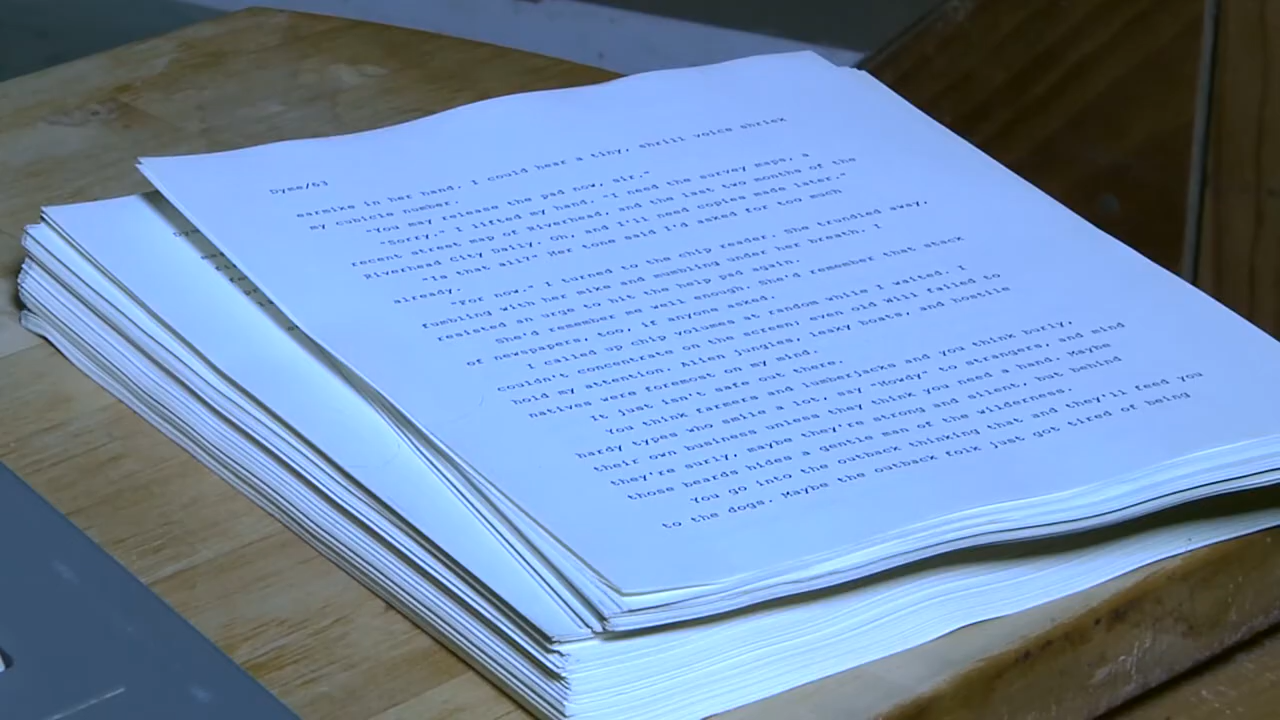 Dyme/63
earmike in her hand. I could hear a tiny, shrill voice shriek
my cubicle number.
"You may release the pad now, sir."
"Sorry." I lifted my hand. "I need the survey maps, a
recent street map of Riverhead, and the last two months of the
Riverhead City Daily. Oh, and I'll need copies made later."
"Is that all?" Her tone said I'd asked for too much
already.
"For now." I turned to the chip reader. She trundled away,
fumbling with her mike and mumbling under her breath. I
resisted an urge to hit the help pad again.
She'd remember me well enough. She'd remember that stack
of newspapers, too, if anyone asked.
I called up chip volumes at random while I waited. I
couldn't concentrate on the screen; even old Will failed to
hold my attention. Alien jungles, leaky boats, and hostile
natives were foremost on my mind.
It just isn't safe out there.
You think farmers and lumberjacks and you think burly,
hardy types who smile a lot, say "Howdy" to strangers, and mind
their own business unless they think you need a hand. Maybe
they're surly, maybe they're strong and silent, but behind
those beards hides a gentle man of the wilderness.
You go into the outback thinking that and they'll feed you
to the dogs. Maybe the outback folk just got tired of being
Dyme